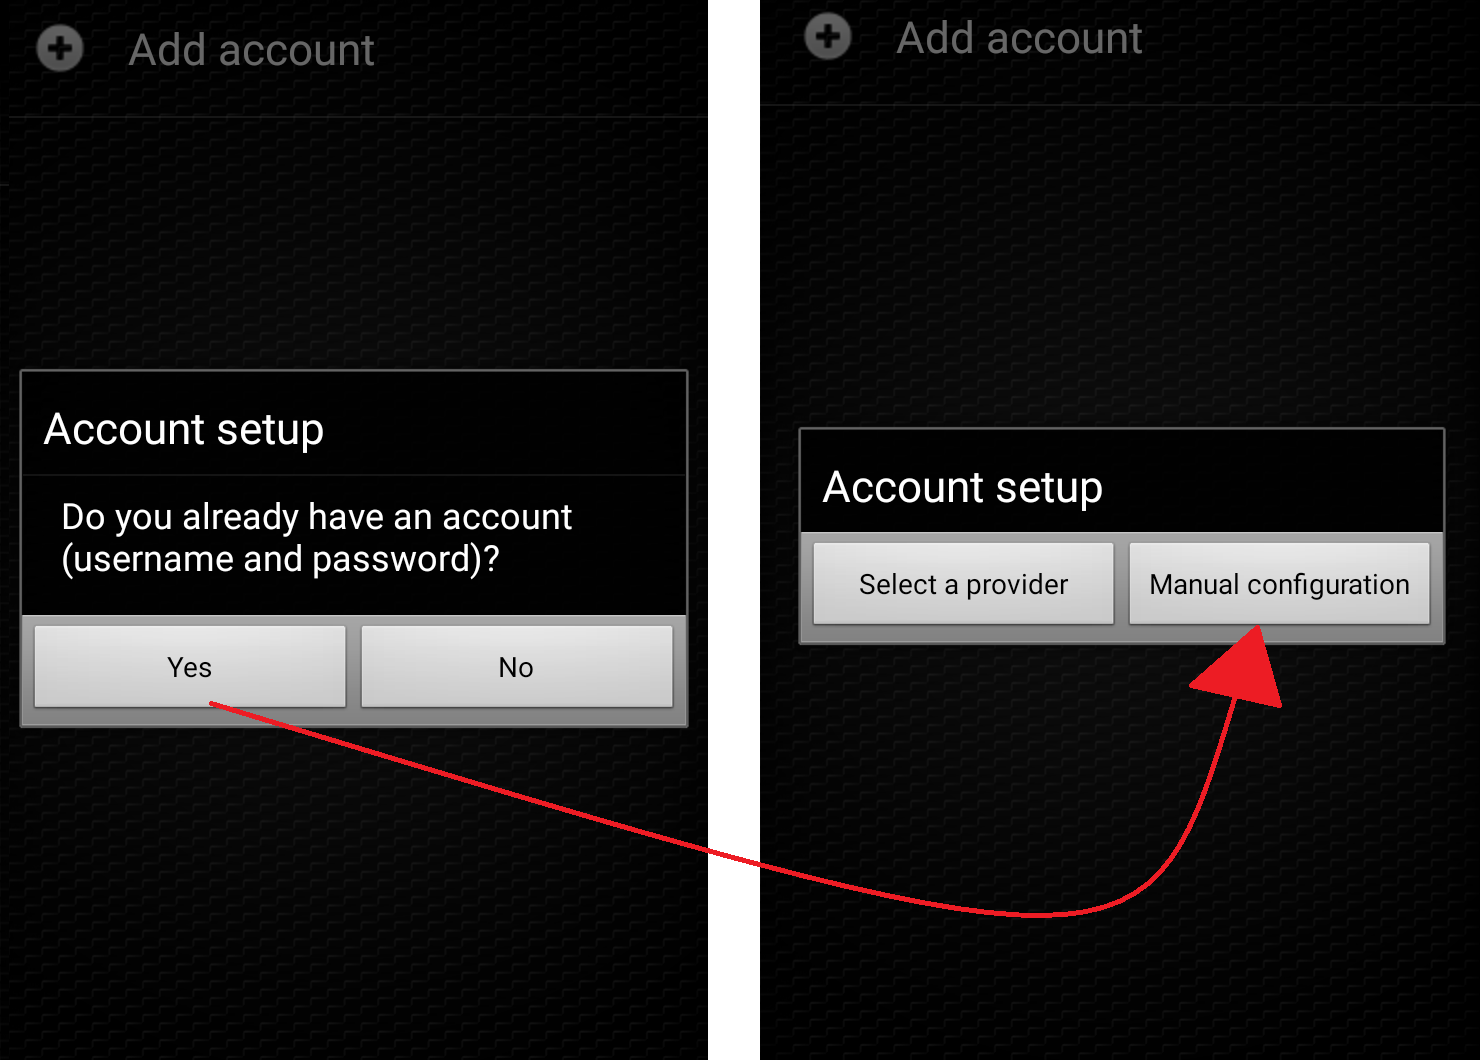 Add account
Account setup
Do you already have an account
(username and password)?
Yes
No
Add account
Account setup
Select a provider
Manual configuration